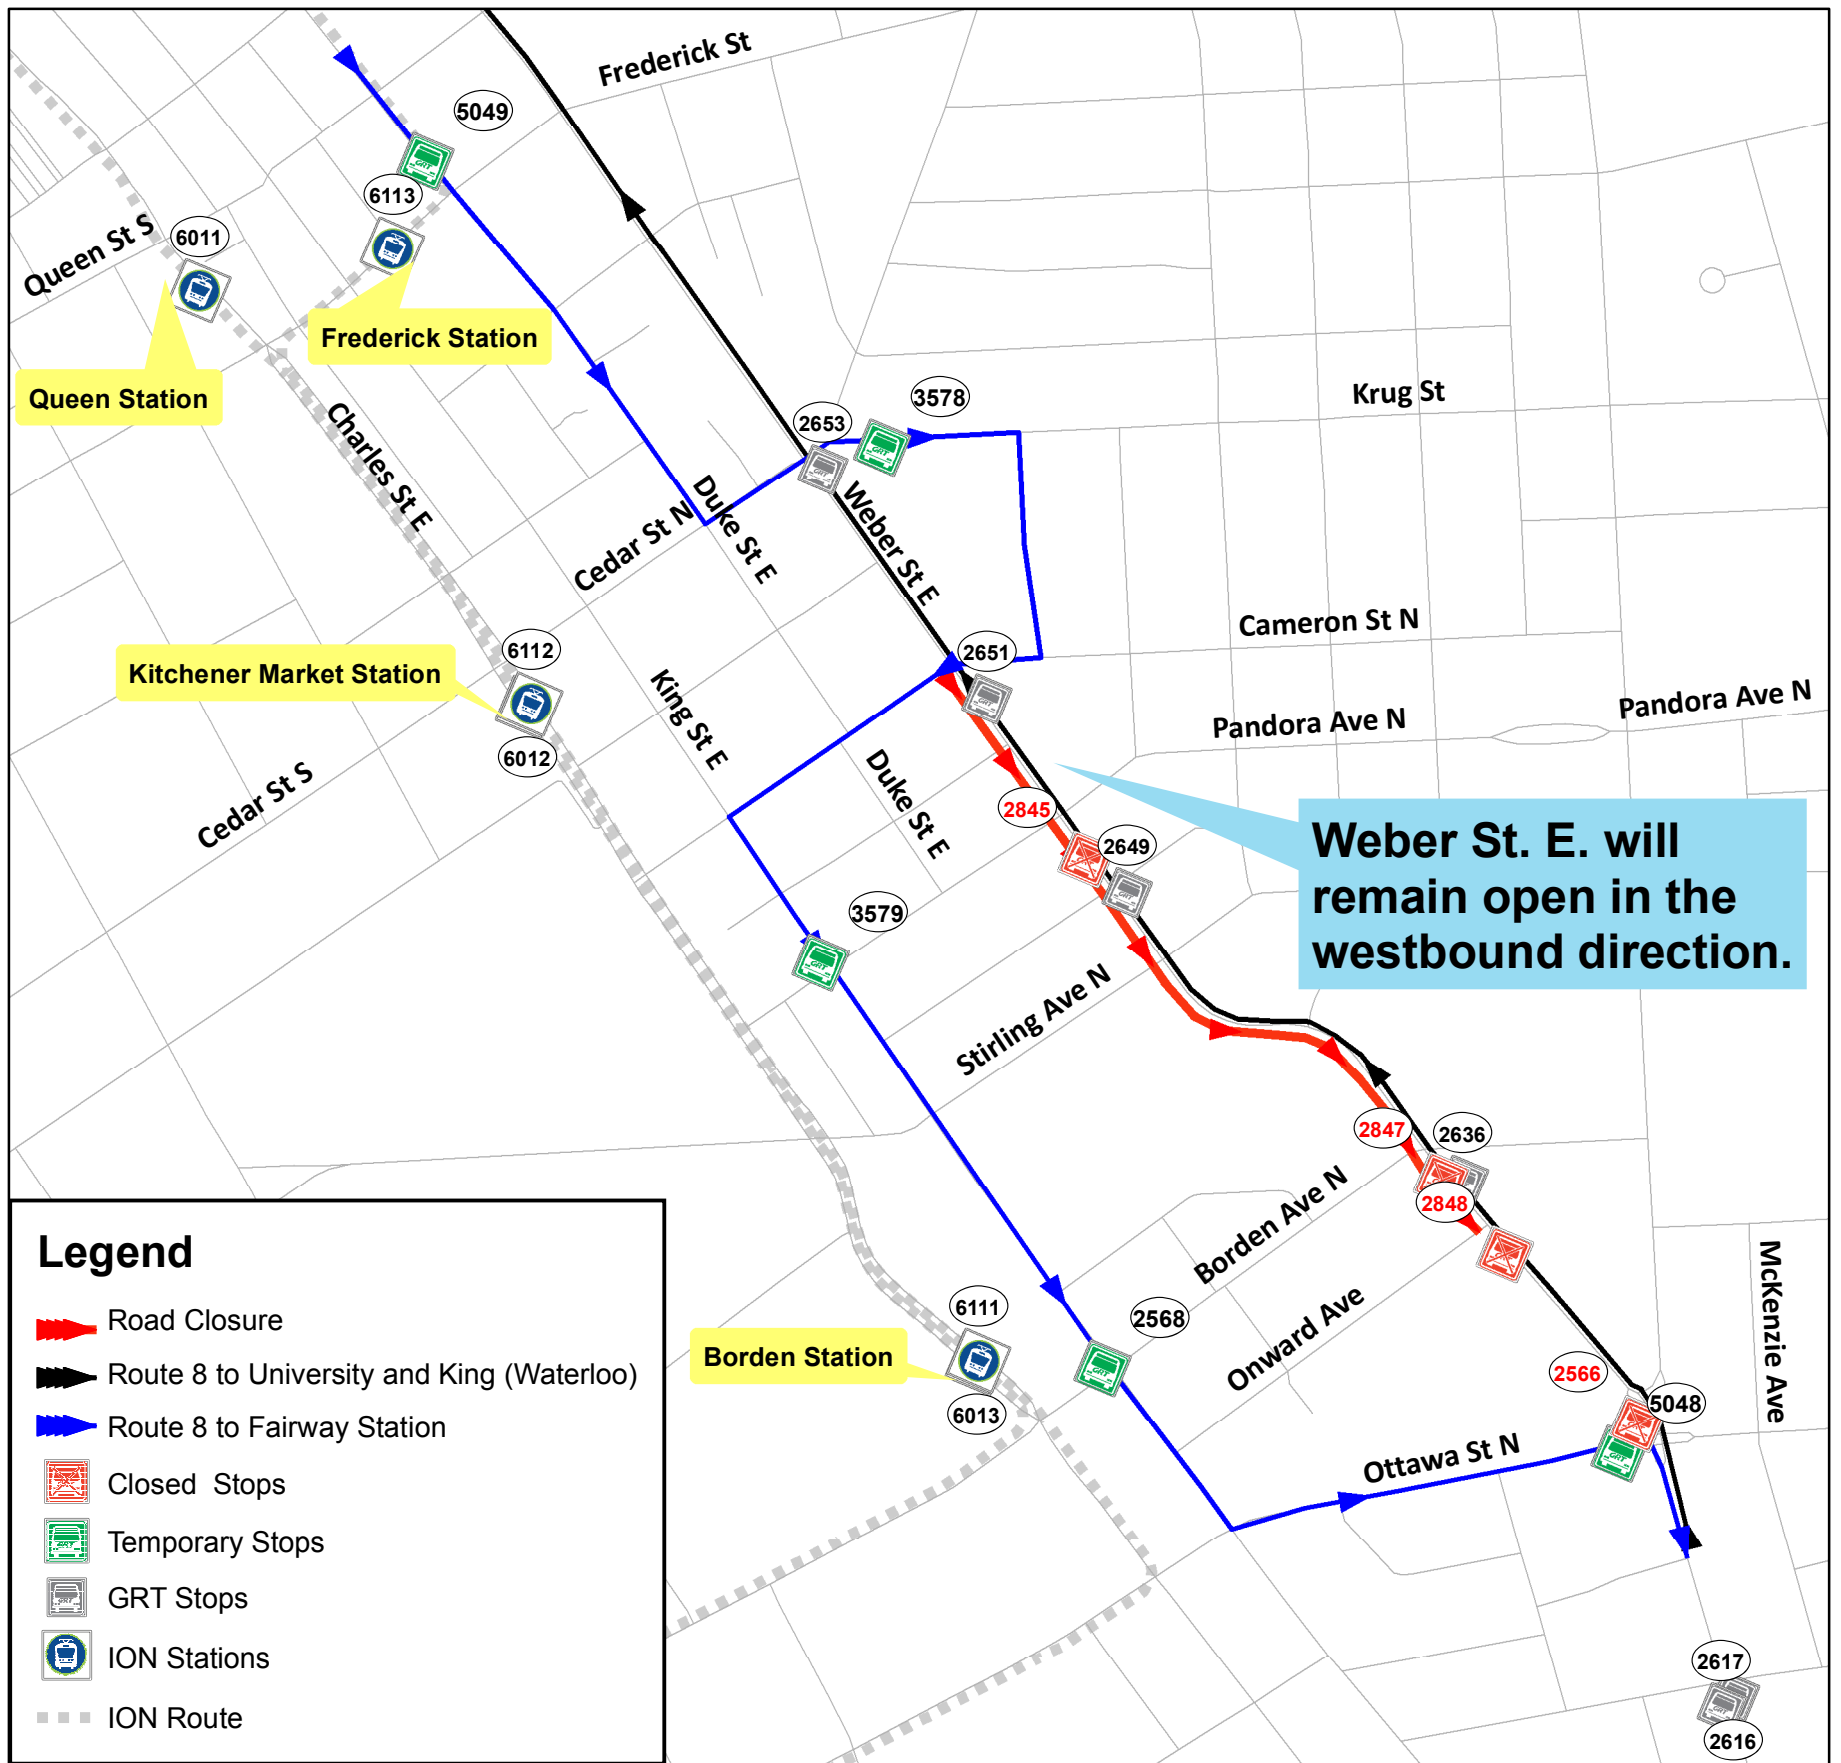 Frederick St
5049
6113
Queen St S
6011
Frederick Station
Queen Station
Krug St
3578
2653
Charles St E
Duke St E
Weber St E
Cedar St N
Cameron St N
2651
6112
Kitchener Market Station
6012
King St E
Pandora Ave N
Pandora Ave N
Cedar St S
Duke St E
2845
2649
Weber St. E. will
remain open in the
westbound direction.
3579
Stirling Ave N
2847
2636
2848
Borden Ave N
McKenzie Ave
Onward Ave
6111
2568
Borden Station
6013
2566
5048
Ottawa St N
2617
2616
Legend
Road Closure
Route 8 to University and King (Waterloo)
Route 8 to Fairway Station
Closed Stops
Temporary Stops
GRT Stops
ION Stations
ION Route